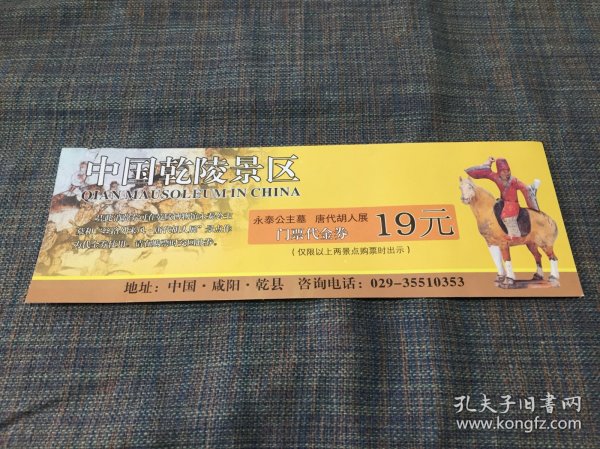 中国乾陵景区
QIAN MAUSOLEUM IN CHINA
永泰公主墓 唐代胡人展
门票代金券
19元
(仅限以上两景点购票时出示)
地址：中国·咸阳·乾县 咨询电话：029-35510353
孔夫子旧书网
www.kongfz.com